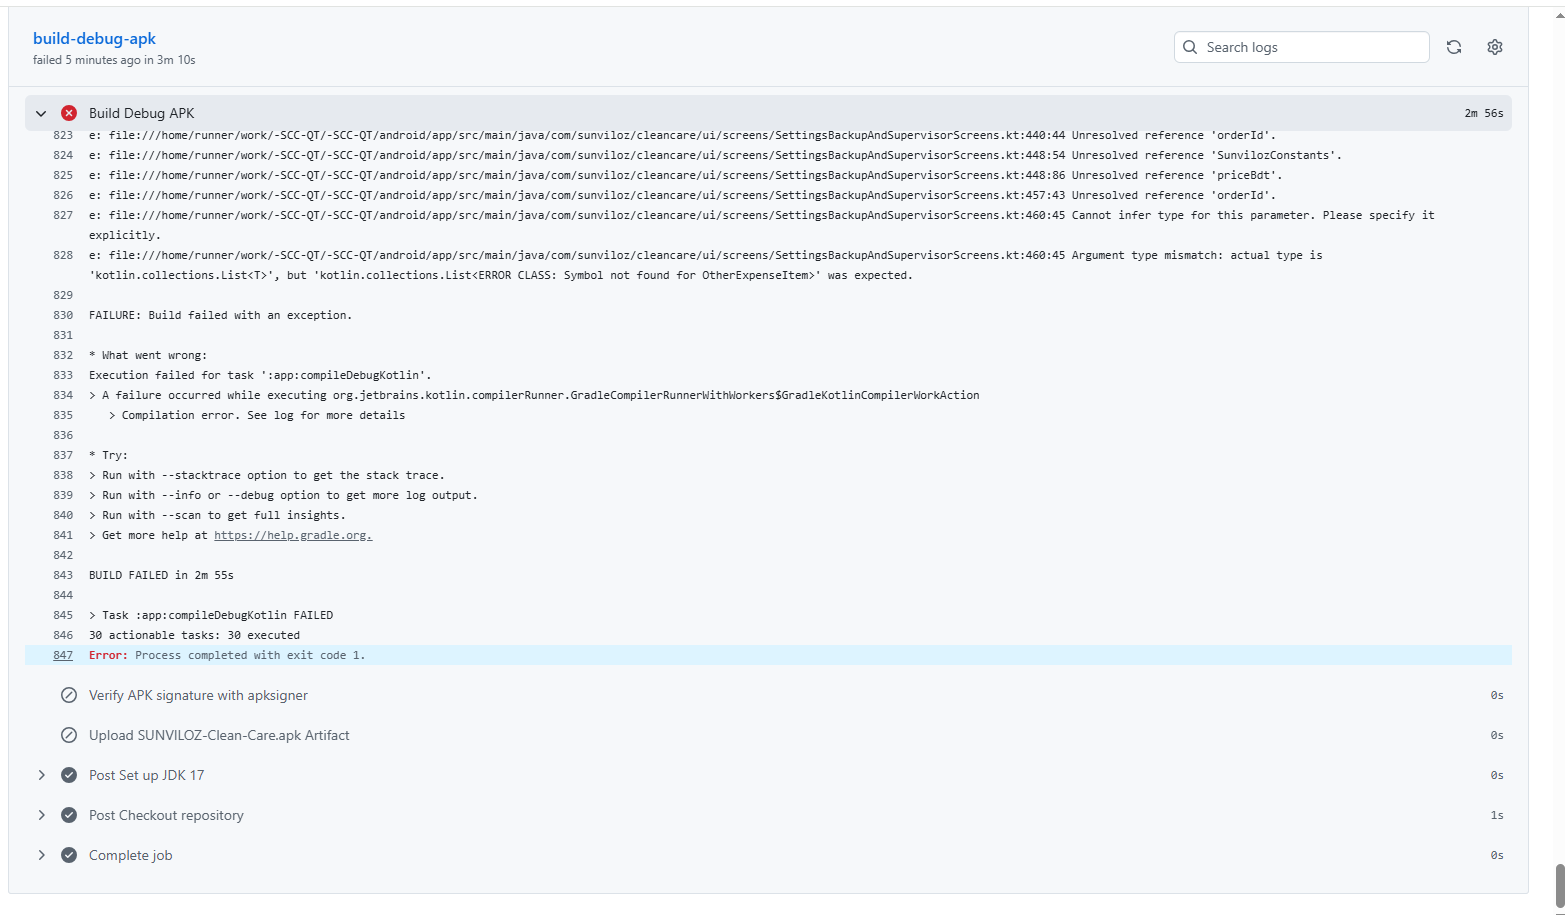 build-debug-apk
failed 5 minutes ago in 3m 10s
Search logs
Build Debug APK
2m 56s
823 e: file:///home/runner/work/-SCC-QT/-SCC-QT/android/app/src/main/java/com/sunviloz/cleancare/ui/screens/SettingsBackupAndSupervisorScreens.kt:440:44 Unresolved reference 'orderId'.
824 e: file:///home/runner/work/-SCC-QT/-SCC-QT/android/app/src/main/java/com/sunviloz/cleancare/ui/screens/SettingsBackupAndSupervisorScreens.kt:448:54 Unresolved reference 'SunvilozConstants'.
825 e: file:///home/runner/work/-SCC-QT/-SCC-QT/android/app/src/main/java/com/sunviloz/cleancare/ui/screens/SettingsBackupAndSupervisorScreens.kt:448:86 Unresolved reference 'priceBdt'.
826 e: file:///home/runner/work/-SCC-QT/-SCC-QT/android/app/src/main/java/com/sunviloz/cleancare/ui/screens/SettingsBackupAndSupervisorScreens.kt:457:43 Unresolved reference 'orderId'.
827 e: file:///home/runner/work/-SCC-QT/-SCC-QT/android/app/src/main/java/com/sunviloz/cleancare/ui/screens/SettingsBackupAndSupervisorScreens.kt:460:45 Cannot infer type for this parameter. Please specify it
explicitly.
828 e: file:///home/runner/work/-SCC-QT/-SCC-QT/android/app/src/main/java/com/sunviloz/cleancare/ui/screens/SettingsBackupAndSupervisorScreens.kt:460:45 Argument type mismatch: actual type is
'kotlin.collections.List<T>', but 'kotlin.collections.List<ERROR CLASS: Symbol not found for OtherExpenseItem>' was expected.
829
830 FAILURE: Build failed with an exception.
831
832 * What went wrong:
833 Execution failed for task ':app:compileDebugKotlin'.
834 > A failure occurred while executing org.jetbrains.kotlin.compilerRunner.GradleCompilerRunnerWithWorkers$GradleKotlinCompilerWorkAction
835 > Compilation error. See log for more details
836
837 * Try:
838 > Run with --stacktrace option to get the stack trace.
839 > Run with --info or --debug option to get more log output.
840 > Run with --scan to get full insights.
841 > Get more help at https://help.gradle.org.
842
843 BUILD FAILED in 2m 55s
844
845 > Task :app:compileDebugKotlin FAILED
846 30 actionable tasks: 30 executed
847 Error: Process completed with exit code 1.
Verify APK signature with apksigner
0s
Upload SUNVILOZ-Clean-Care.apk Artifact
0s
Post Set up JDK 17
0s
Post Checkout repository
1s
Complete job
0s